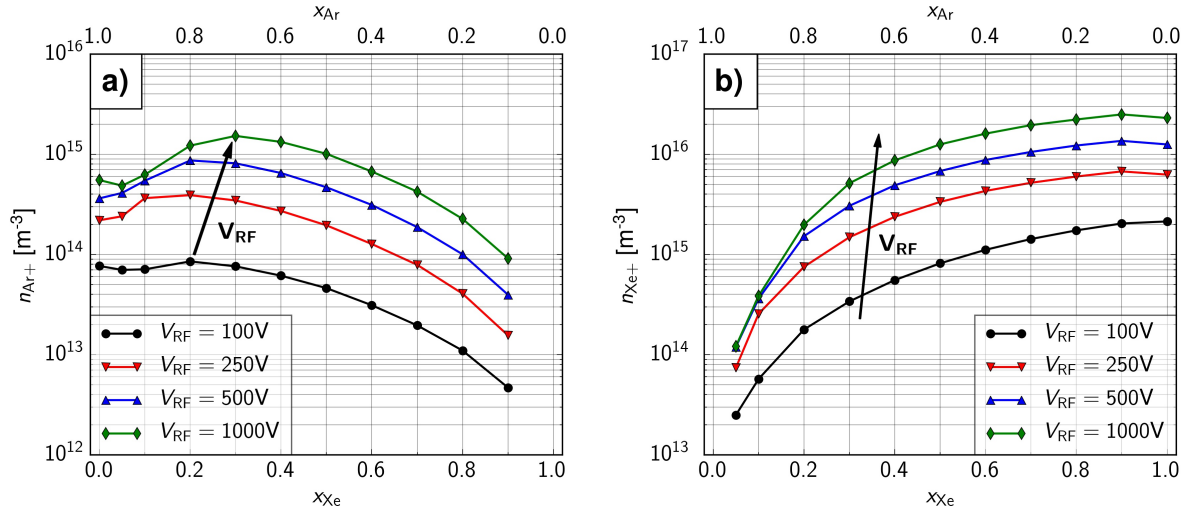 x_Ar
1.0 0.8 0.6 0.4 0.2 0.0
a)
10^16
10^15
10^14
10^13
10^12
n_Ar+ [m^-3]
V_RF
V_RF = 100V
V_RF = 250V
V_RF = 500V
V_RF = 1000V
0.0 0.2 0.4 0.6 0.8 1.0
x_Xe
x_Ar
1.0 0.8 0.6 0.4 0.2 0.0
b)
10^17
10^16
10^15
10^14
10^13
n_Xe+ [m^-3]
V_RF
V_RF = 100V
V_RF = 250V
V_RF = 500V
V_RF = 1000V
0.0 0.2 0.4 0.6 0.8 1.0
x_Xe